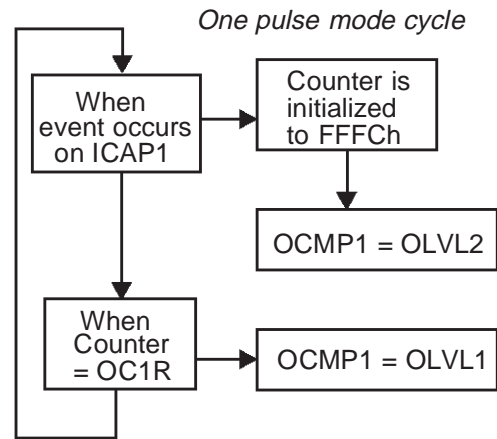 One pulse mode cycle
When
event occurs
on ICAP1
Counter is
initialized
to FFFCh
OCMP1 = OLVL2
When
Counter
= OC1R
OCMP1 = OLVL1